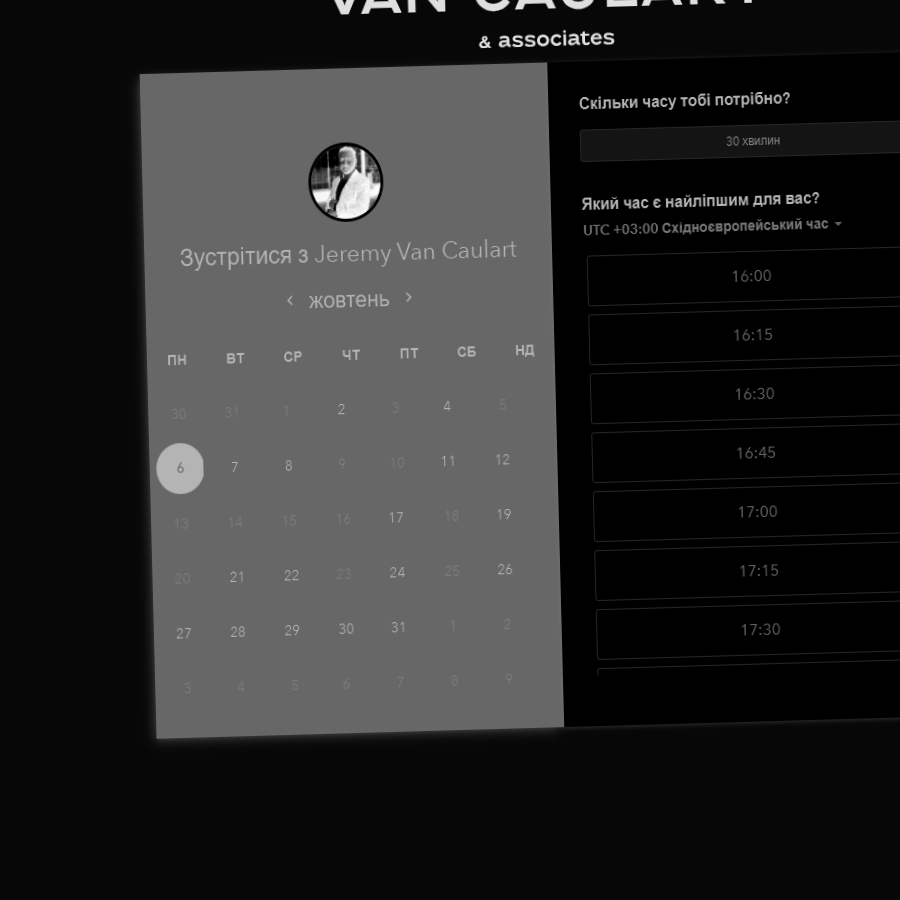 VAN CAULART
& associates
Зустрітися з Jeremy Van Caulart
жовтень
ПН ВТ СР ЧТ ПТ СБ НД
30 31 1 2 3 4 5
6 7 8 9 10 11 12
13 14 15 16 17 18 19
20 21 22 23 24 25 26
27 28 29 30 31 1 2
3 4 5 6 7 8 9
Скільки часу тобі потрібно?
30 хвилин
Який час є найліпшим для вас?
UTC +03:00 Східноєвропейський час
16:00
16:15
16:30
16:45
17:00
17:15
17:30